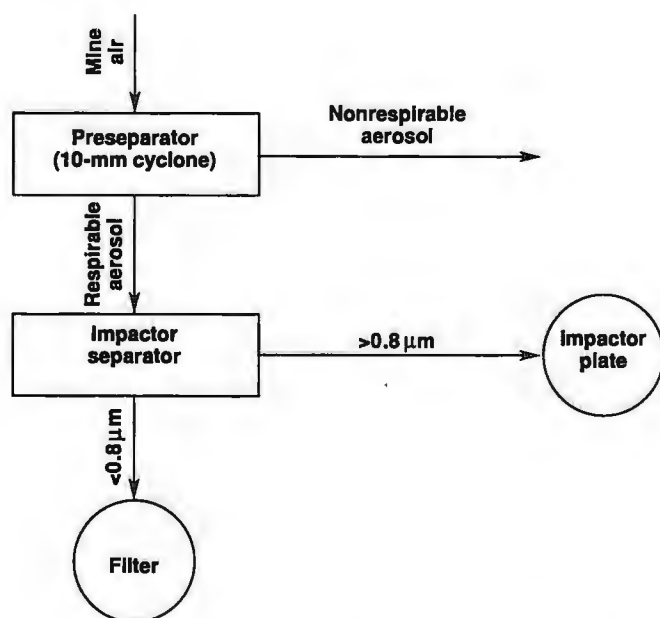 Mine
air
Preseparator
(10-mm cyclone)
Nonrespirable
aerosol
Respirable
aerosol
Impactor
separator
>0.8 µm
Impactor
plate
<0.8 µm
Filter